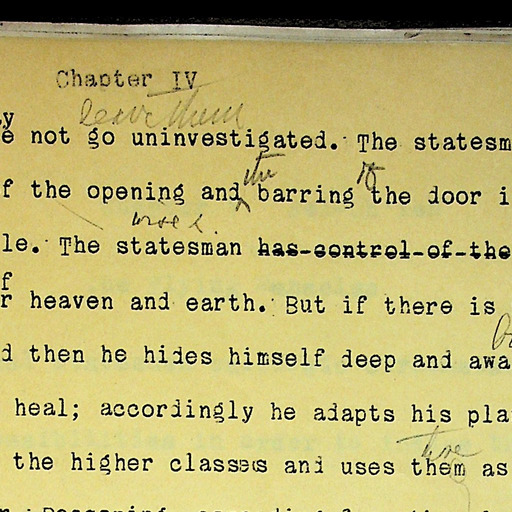 Chapter IV
leave them
y
e not go uninvestigated. The statesm
the of
f the opening and barring the door i
le. The statesman has control of the
f
r heaven and earth. But if there is
d then he hides himself deep and awa
heal; accordingly he adapts his pla
the higher classes and uses them as